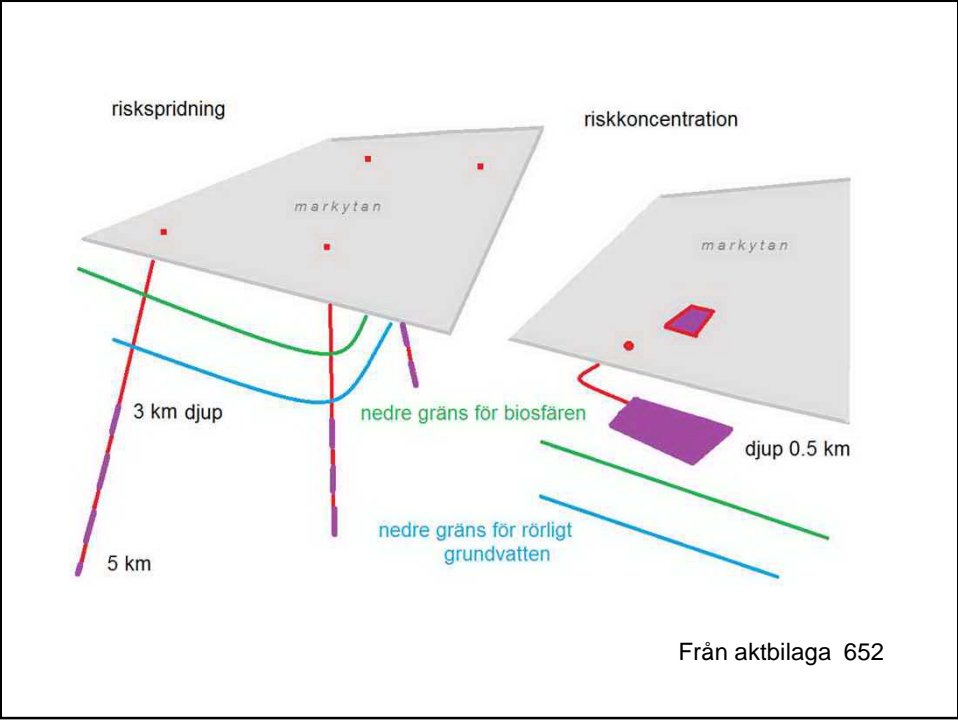 riskspridning
riskkoncentration
markytan
markytan
3 km djup
nedre gräns för biosfären
djup 0.5 km
nedre gräns för rörligt
grundvatten
5 km
Från aktbilaga 652